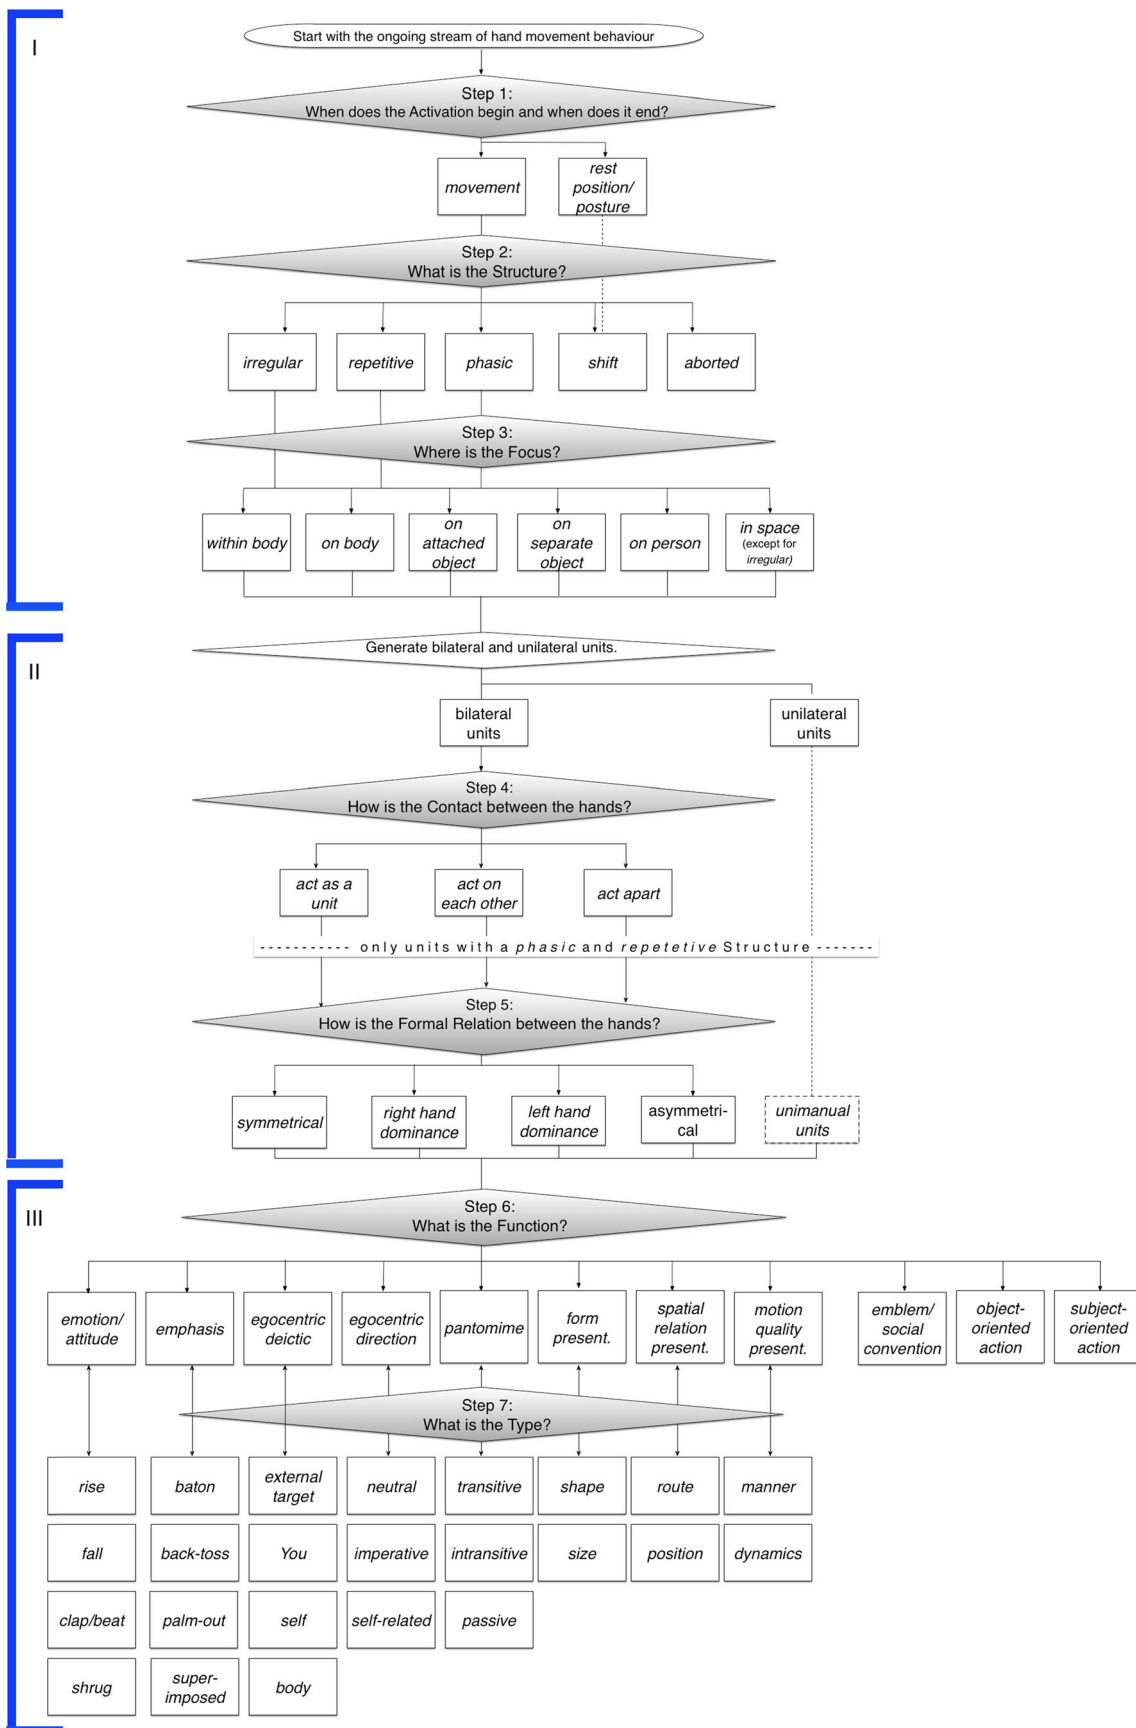 I
Start with the ongoing stream of hand movement behaviour
Step 1:
When does the Activation begin and when does it end?
movement
rest
position/
posture
Step 2:
What is the Structure?
irregular
repetitive
phasic
shift
aborted
Step 3:
Where is the Focus?
within body
on body
on
attached
object
on
separate
object
on person
in space
(except for
irregular)
II
Generate bilateral and unilateral units.
bilateral
units
unilateral
units
Step 4:
How is the Contact between the hands?
act as a
unit
act on
each other
act apart
----------- only units with a phasic and repetetive Structure -------
Step 5:
How is the Formal Relation between the hands?
symmetrical
right hand
dominance
left hand
dominance
asymmetri-
cal
unimanual
units
III
Step 6:
What is the Function?
emotion/
attitude
emphasis
egocentric
deictic
egocentric
direction
pantomime
form
present.
spatial
relation
present.
motion
quality
present.
emblem/
social
convention
object-
oriented
action
subject-
oriented
action
Step 7:
What is the Type?
rise
baton
external
target
neutral
transitive
shape
route
manner
fall
back-toss
You
imperative
intransitive
size
position
dynamics
clap/beat
palm-out
self
self-related
passive
shrug
super-
imposed
body